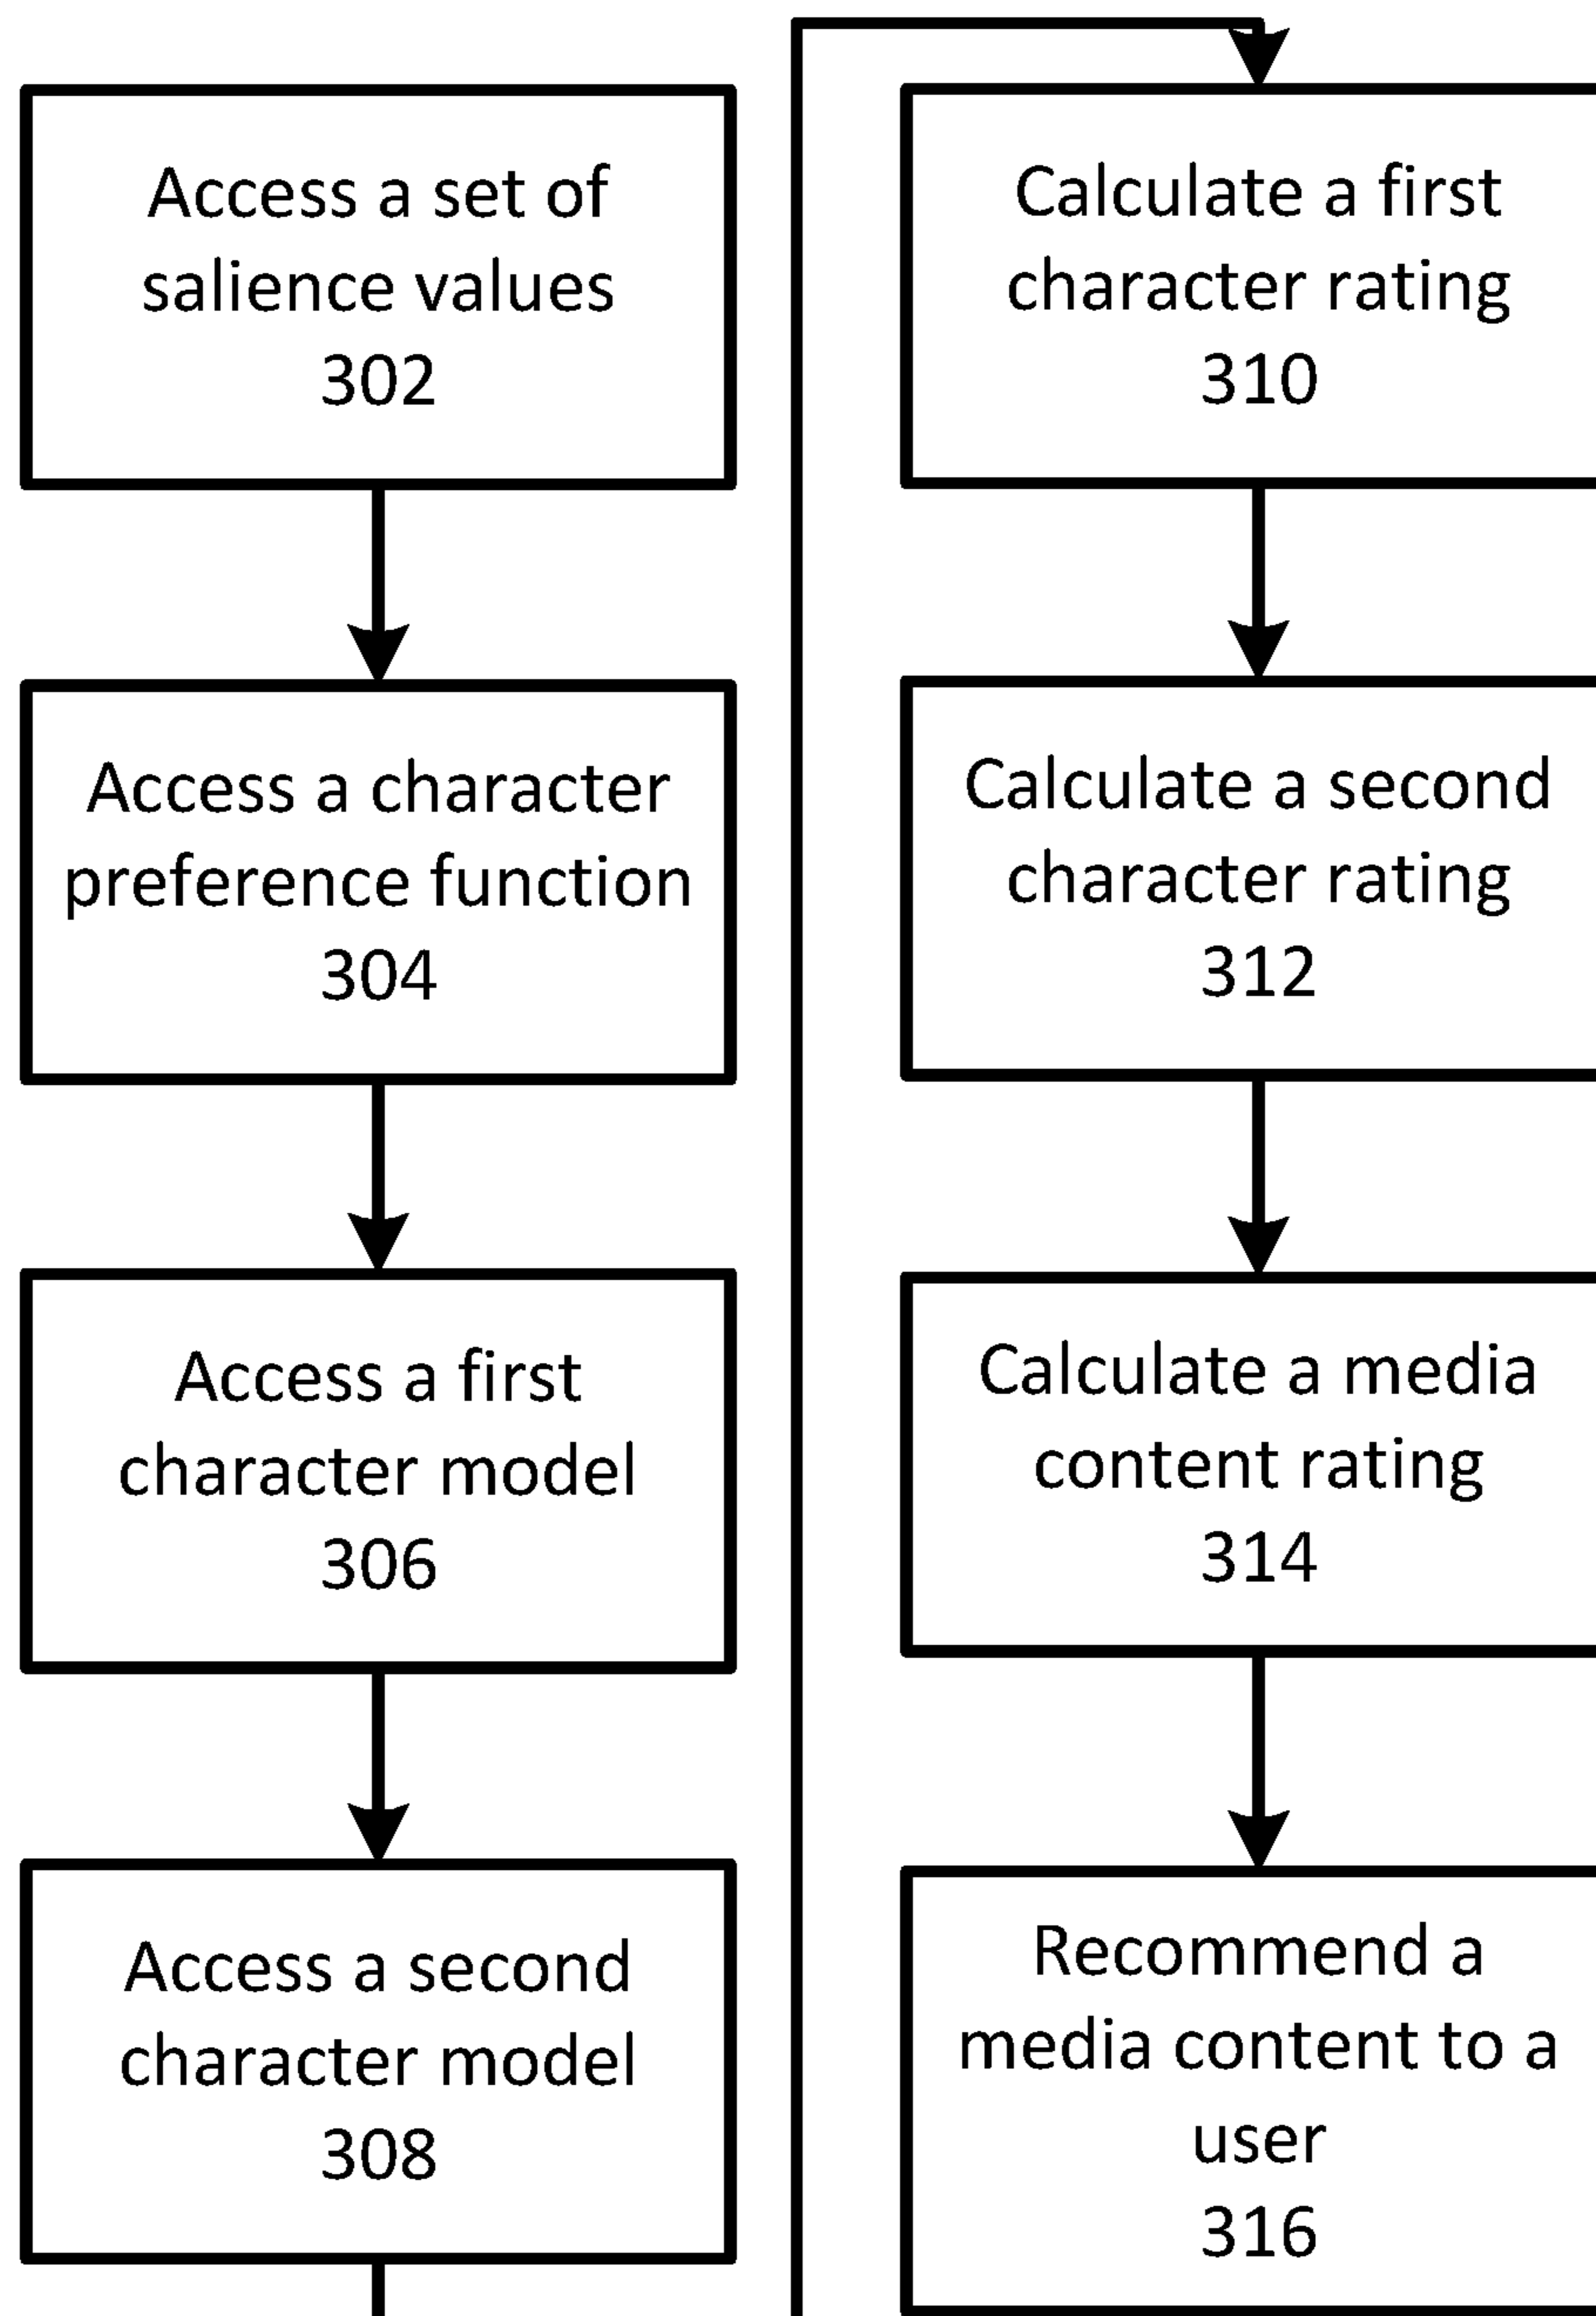 Access a set of
salience values
302
Access a character
preference function
304
Access a first
character model
306
Access a second
character model
308
Calculate a first
character rating
310
Calculate a second
character rating
312
Calculate a media
content rating
314
Recommend a
media content to a
user
316